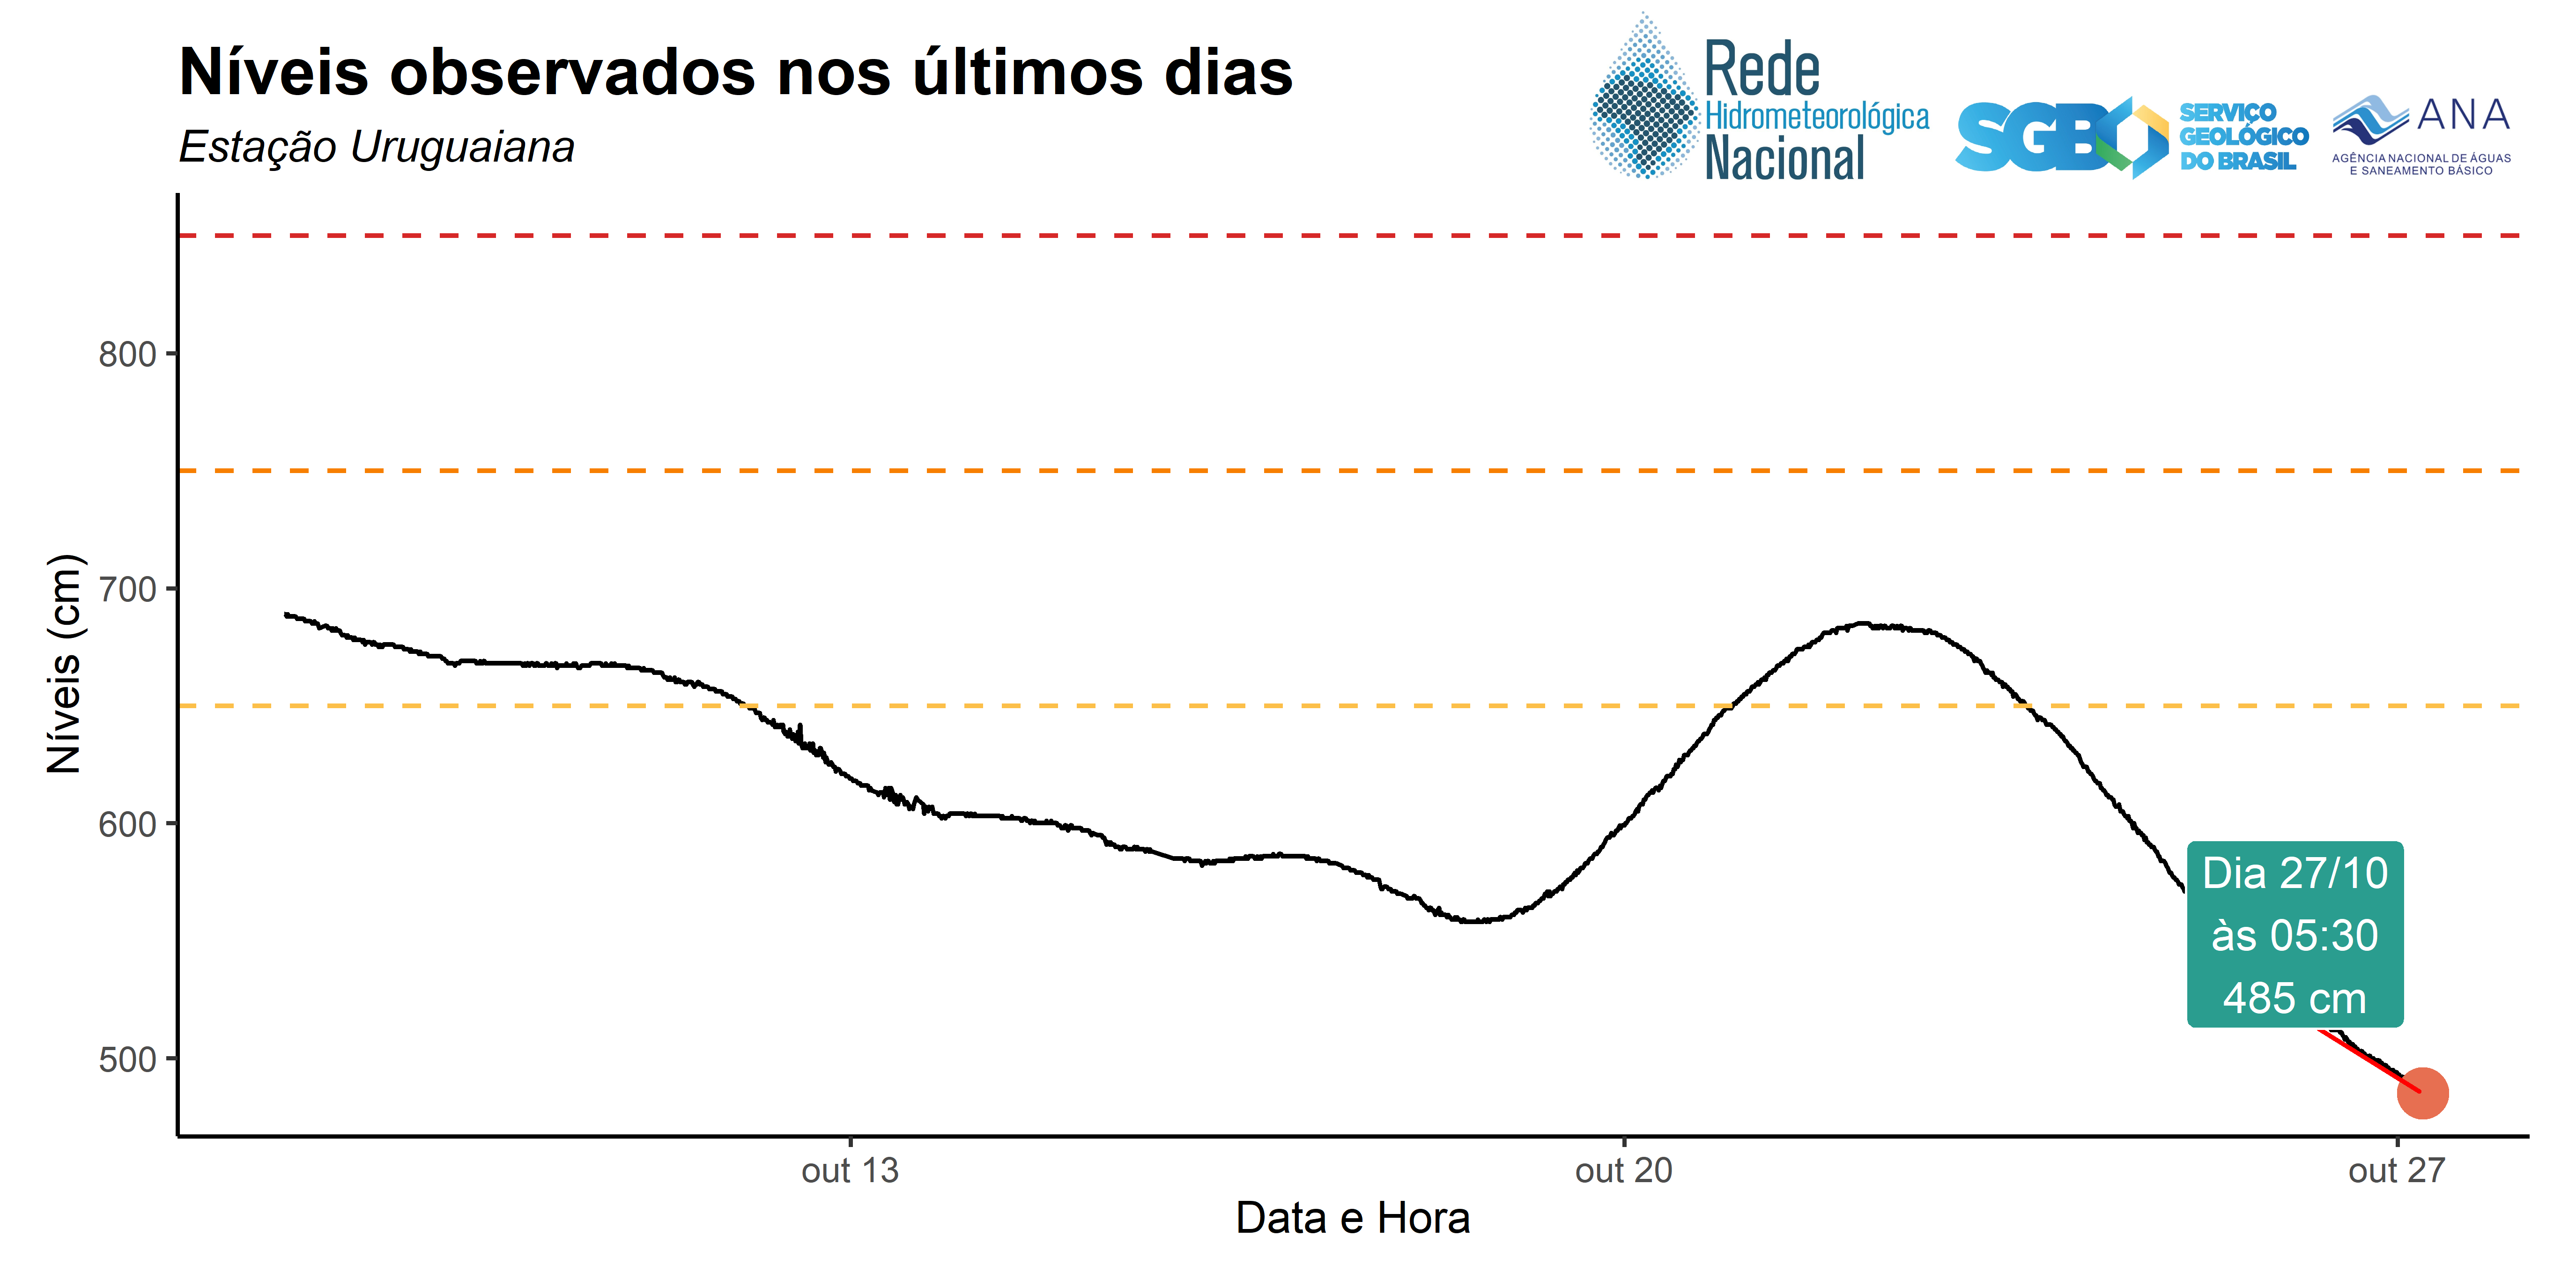 Níveis observados nos últimos dias
Estação Uruguaiana
Rede
Hidrometeorológica
Nacional
SGB
SERVIÇO
GEOLÓGICO
DO BRASIL
ANA
AGÊNCIA NACIONAL DE ÁGUAS
E SANEAMENTO BÁSICO
Níveis (cm)
800
700
600
500
Dia 27/10
às 05:30
485 cm
out 13
out 20
out 27
Data e Hora